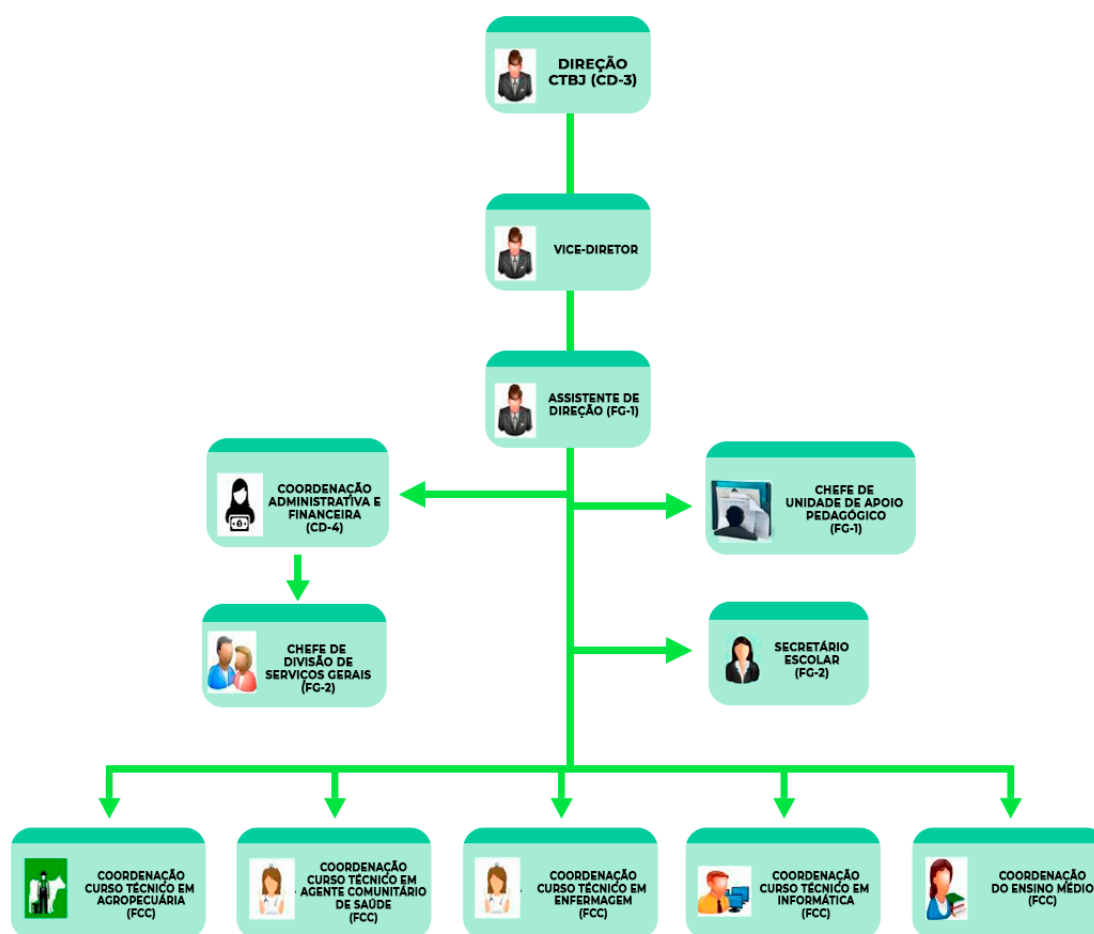 DIREÇÃO
CTBJ (CD-3)
VICE-DIRETOR
ASSISTENTE DE
DIREÇÃO (FG-1)
COORDENAÇÃO
ADMINISTRATIVA E
FINANCEIRA
(CD-4)
CHEFE DE
UNIDADE DE APOIO
PEDAGÓGICO
(FG-1)
CHEFE DE
DIVISÃO DE
SERVIÇOS GERAIS
(FG-2)
SECRETÁRIO
ESCOLAR
(FG-2)
COORDENAÇÃO
CURSO TÉCNICO EM
AGROPECUÁRIA
(FCC)
COORDENAÇÃO
CURSO TÉCNICO EM
AGENTE COMUNITÁRIO
DE SAÚDE
(FCC)
COORDENAÇÃO
CURSO TÉCNICO EM
ENFERMAGEM
(FCC)
COORDENAÇÃO
CURSO TÉCNICO EM
INFORMÁTICA
(FCC)
COORDENAÇÃO
DO ENSINO MÉDIO
(FCC)